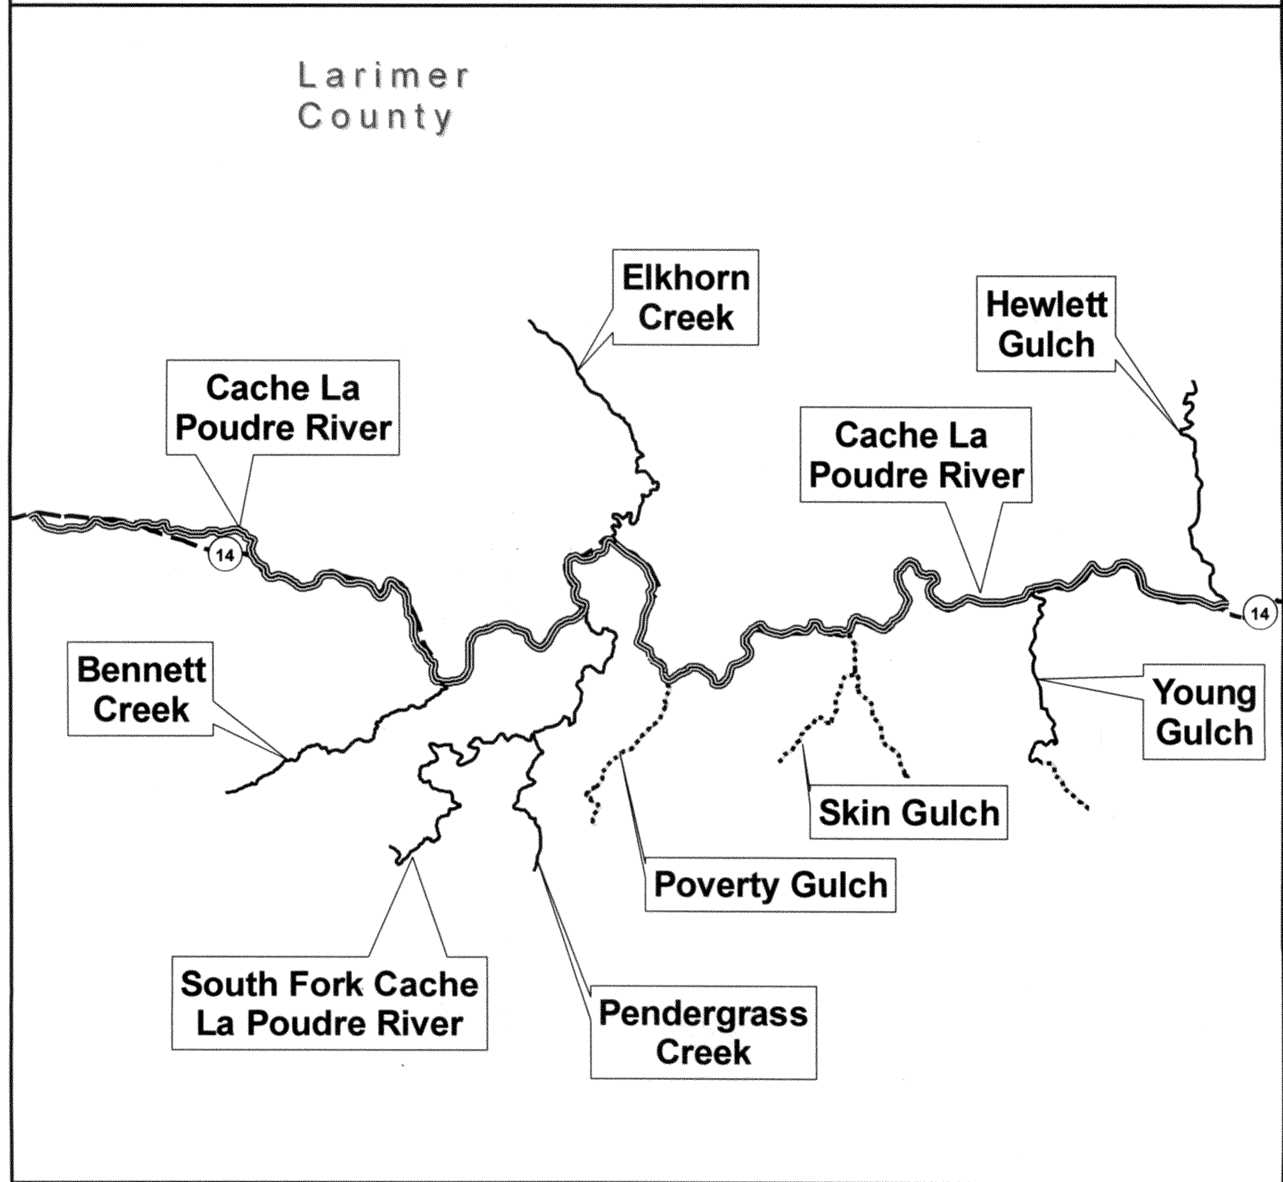 Larimer
County
Elkhorn
Creek
Hewlett
Gulch
Cache La
Poudre River
Cache La
Poudre River
14
14
Bennett
Creek
Young
Gulch
Skin Gulch
Poverty Gulch
South Fork Cache
La Poudre River
Pendergrass
Creek